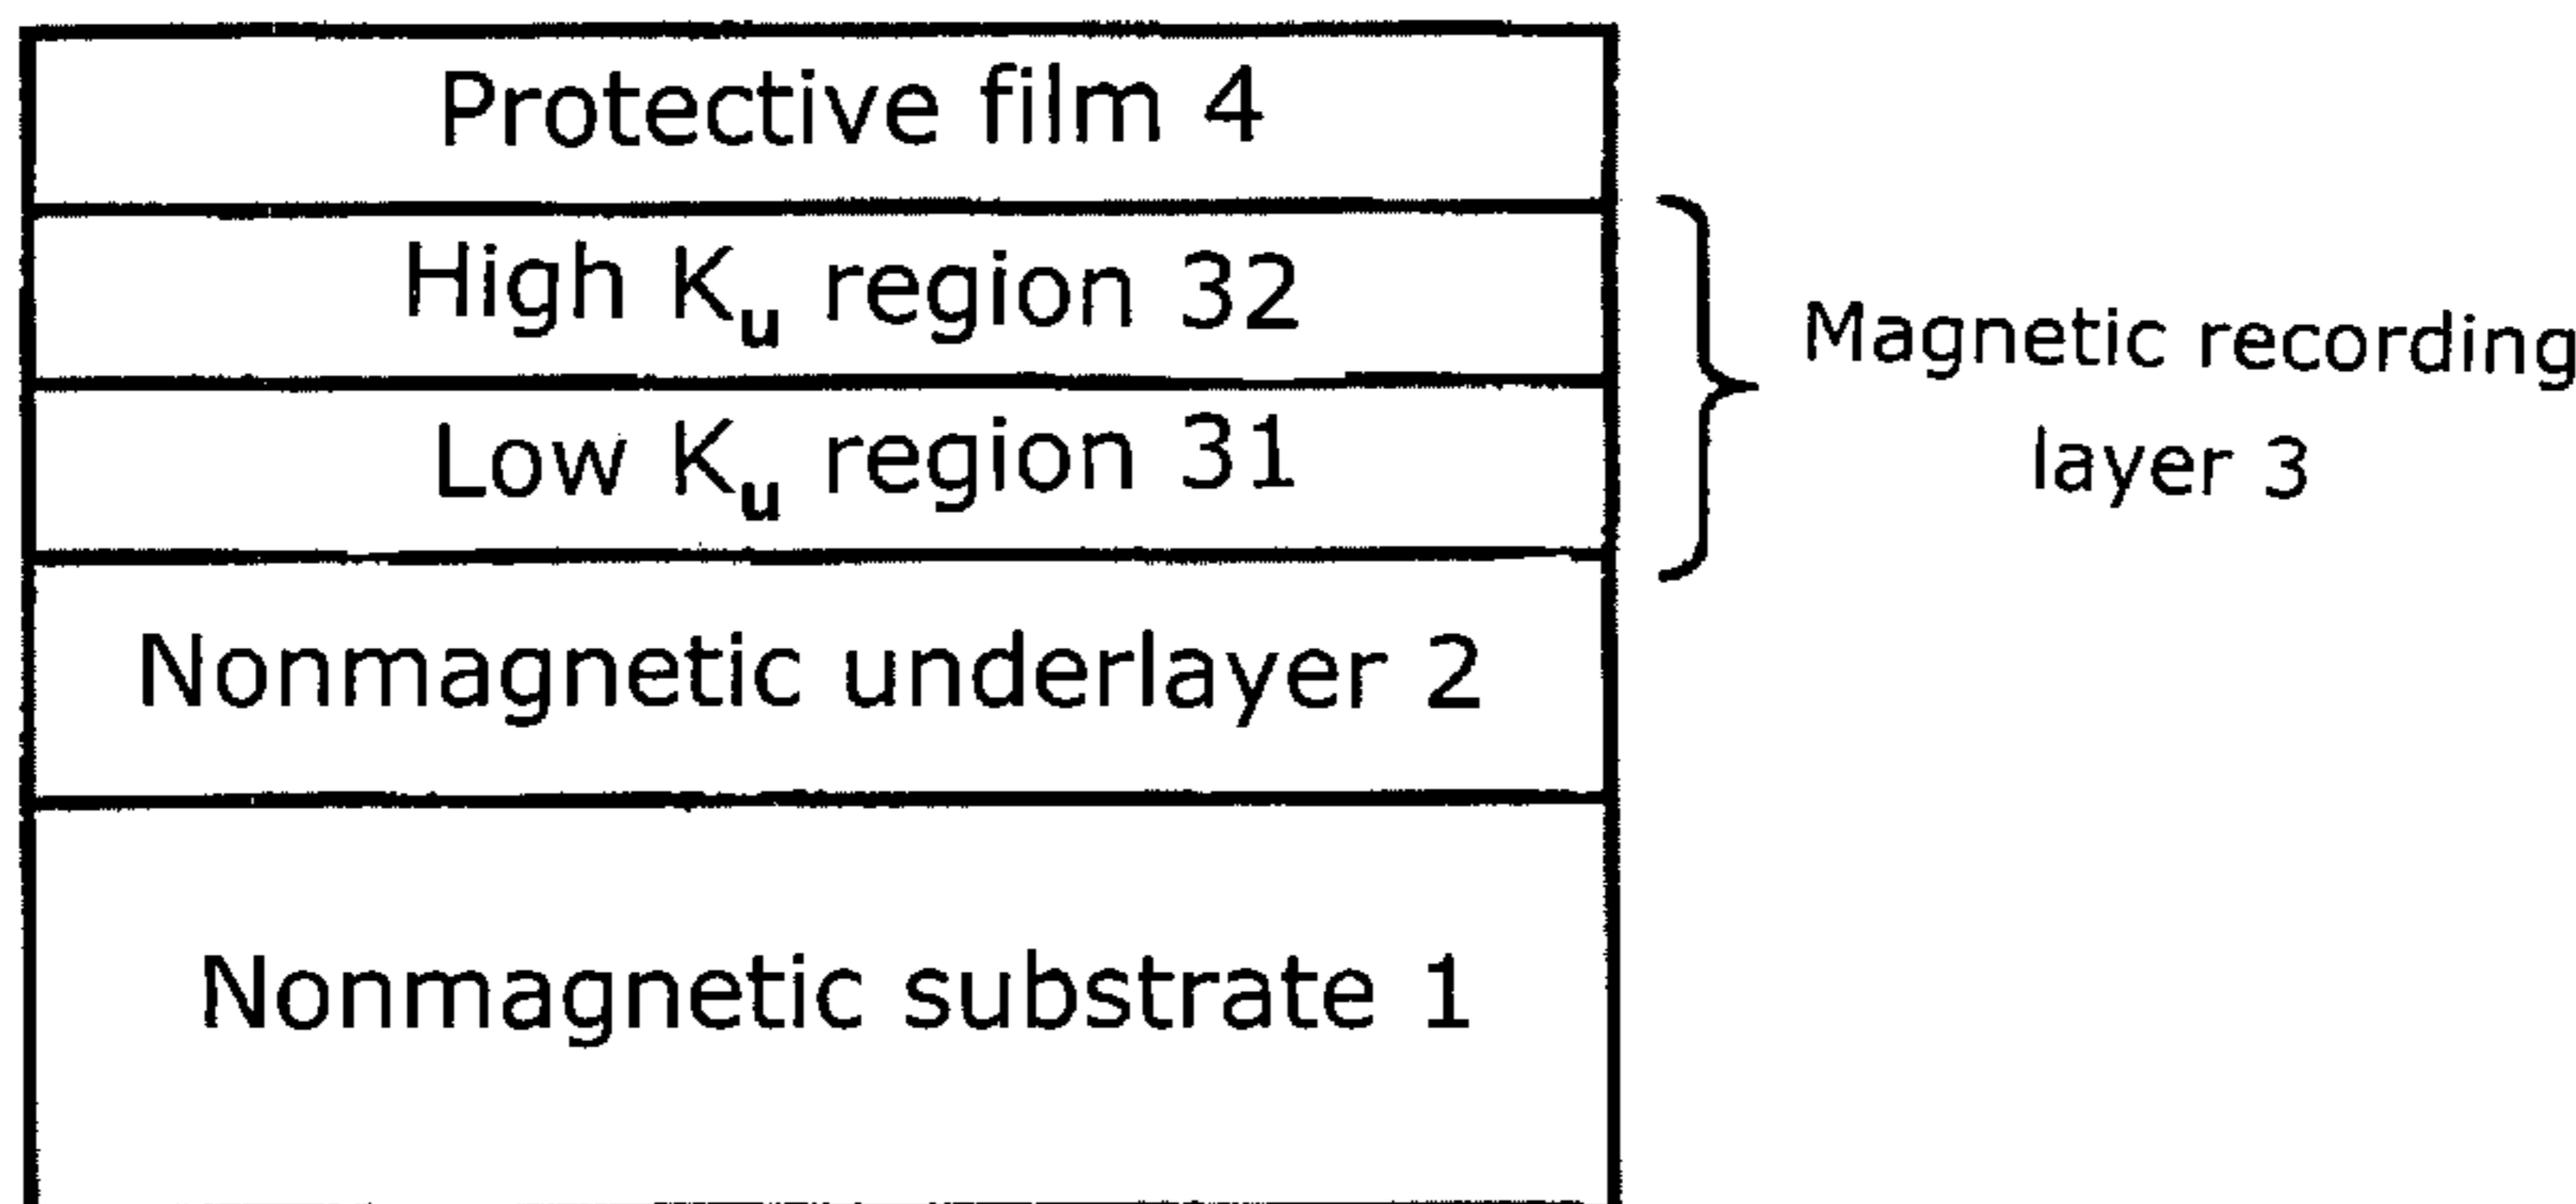 Protective film 4
High Ku region 32
Low Ku region 31
Magnetic recording
layer 3
Nonmagnetic underlayer 2
Nonmagnetic substrate 1